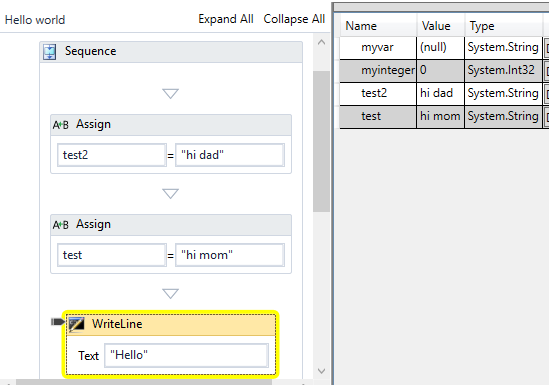 Hello world Expand All Collapse All
Sequence
A+B Assign
test2 = "hi dad"
A+B Assign
test = "hi mom"
WriteLine
Text "Hello"
Name Value Type
myvar (null) System.String
myinteger 0 System.Int32
test2 hi dad System.String
test hi mom System.String